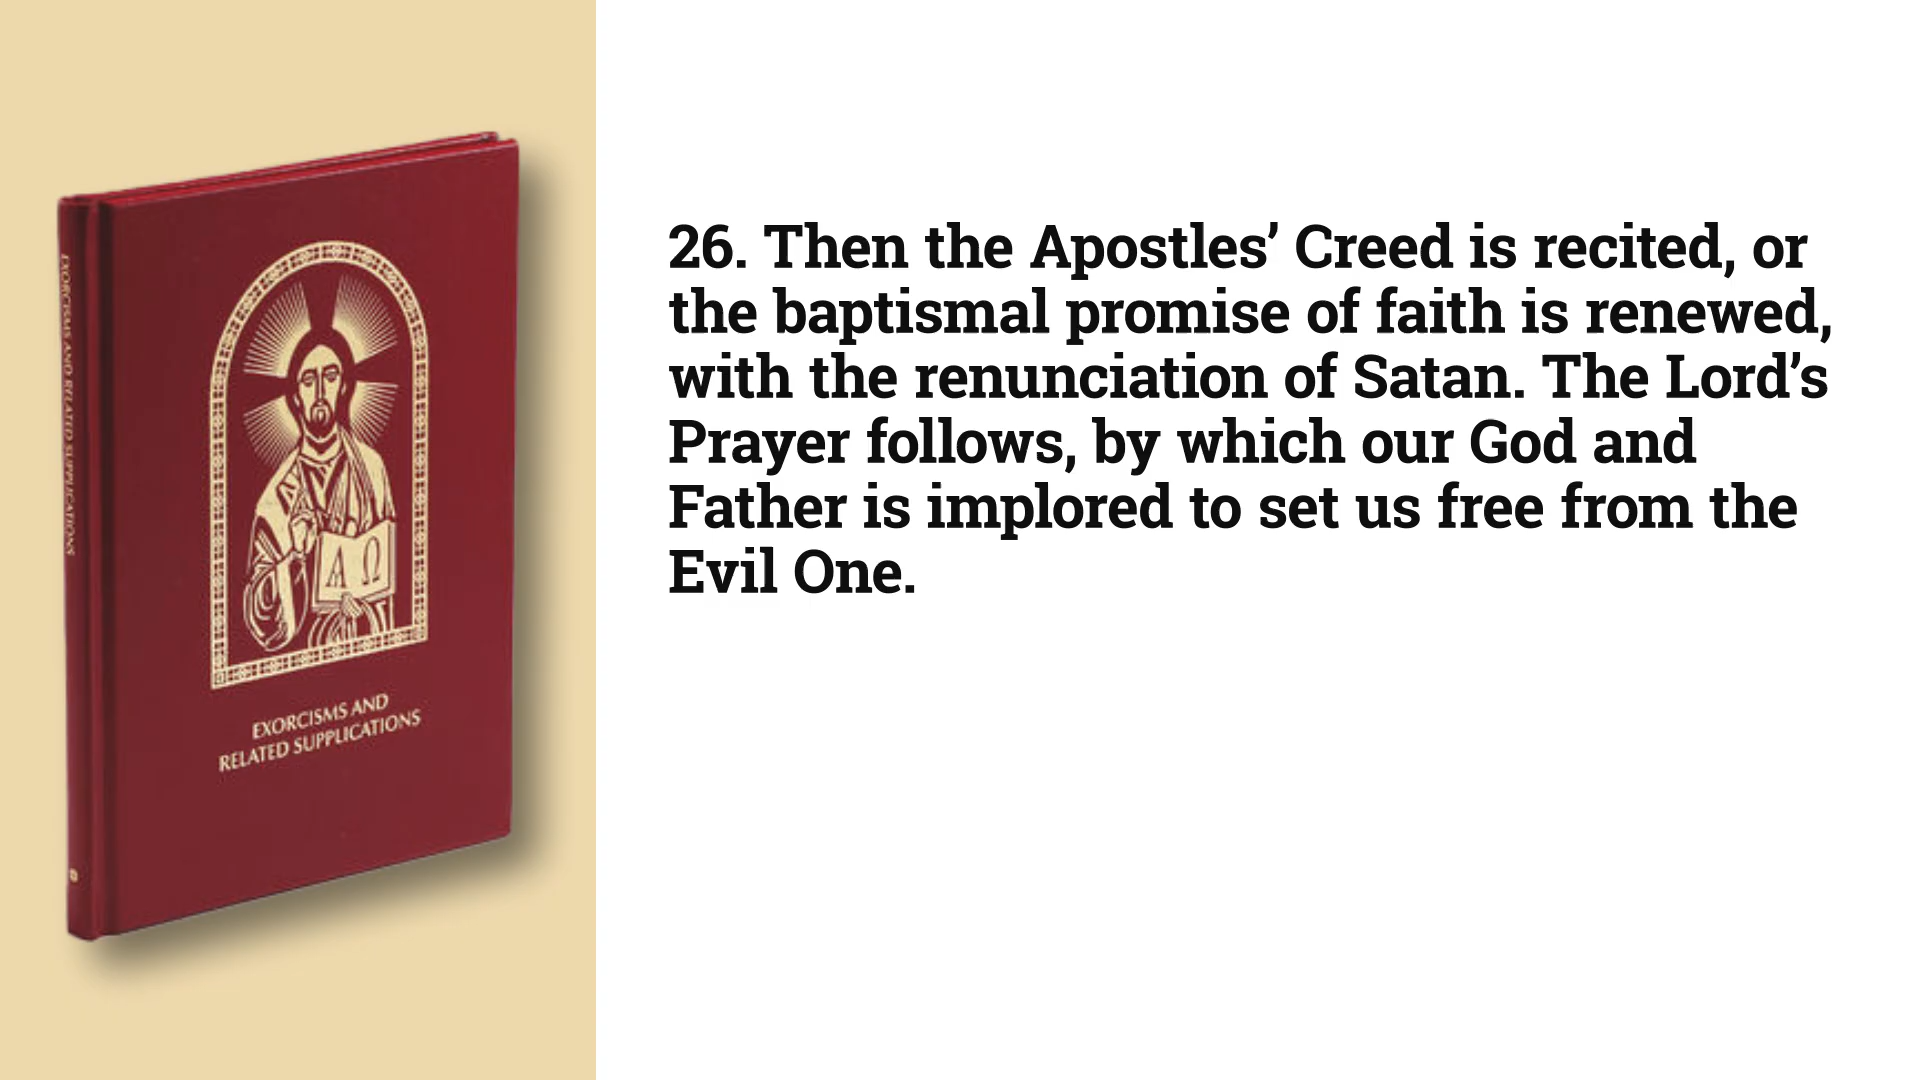 EXORCISMS AND RELATED SUPPLICATIONS
Α Ω
EXORCISMS AND
RELATED SUPPLICATIONS
26. Then the Apostles’ Creed is recited, or
the baptismal promise of faith is renewed,
with the renunciation of Satan. The Lord’s
Prayer follows, by which our God and
Father is implored to set us free from the
Evil One.